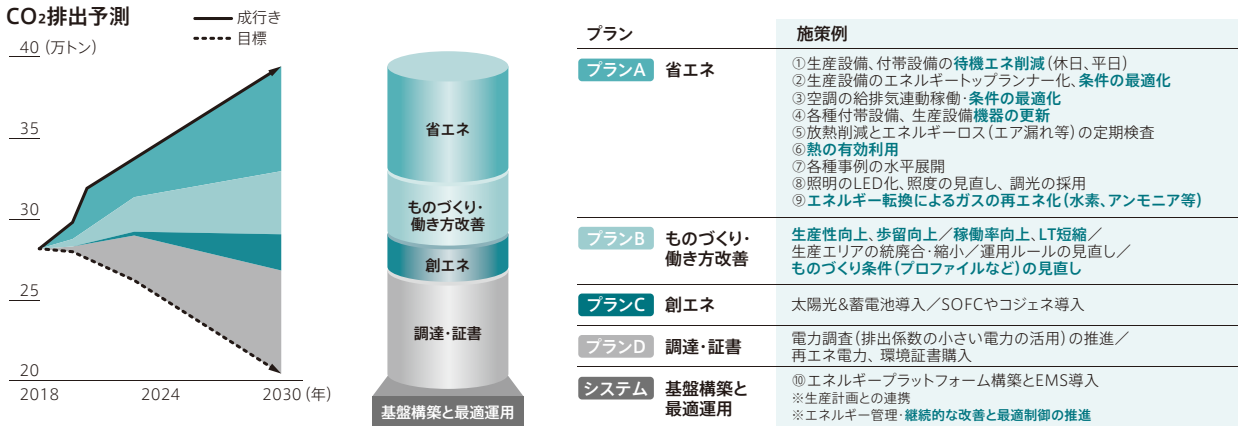 CO₂排出予測
成行き
目標
40 (万トン)
35
30
25
20
2018
2024
2030 (年)
省エネ
ものづくり・
働き方改善
創エネ
調達・証書
基盤構築と最適運用
プラン 施策例
プランA 省エネ
①生産設備、付帯設備の待機エネ削減(休日、平日)
②生産設備のエネルギートップランナー化、条件の最適化
③空調の給排気連動稼働・条件の最適化
④各種付帯設備、生産設備機器の更新
⑤放熱削減とエネルギーロス(エア漏れ等)の定期検査
⑥熱の有効利用
⑦各種事例の水平展開
⑧照明のLED化、照度の見直し、調光の採用
⑨エネルギー転換によるガスの再エネ化(水素、アンモニア等)
プランB ものづくり・
働き方改善
生産性向上、歩留向上／稼働率向上、LT短縮／
生産エリアの統廃合・縮小／運用ルールの見直し／
ものづくり条件(プロファイルなど)の見直し
プランC 創エネ
太陽光&蓄電池導入／SOFCやコジェネ導入
プランD 調達・証書
電力調査(排出係数の小さい電力の活用)の推進／
再エネ電力、環境証書購入
システム 基盤構築と
最適運用
⑩エネルギープラットフォーム構築とEMS導入
※生産計画との連携
※エネルギー管理・継続的な改善と最適制御の推進